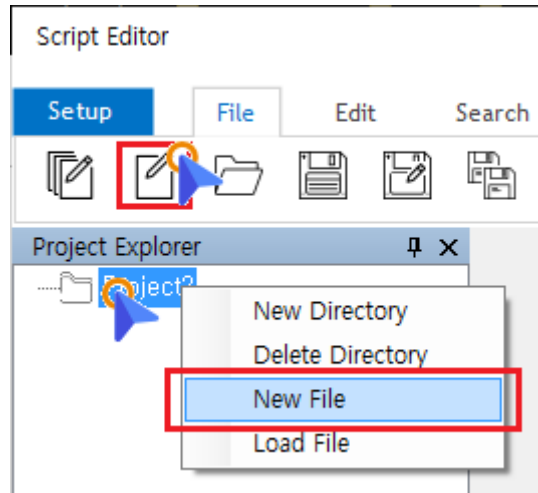 Script Editor
Setup File Edit Search
Project Explorer
New Directory
Delete Directory
New File
Load File